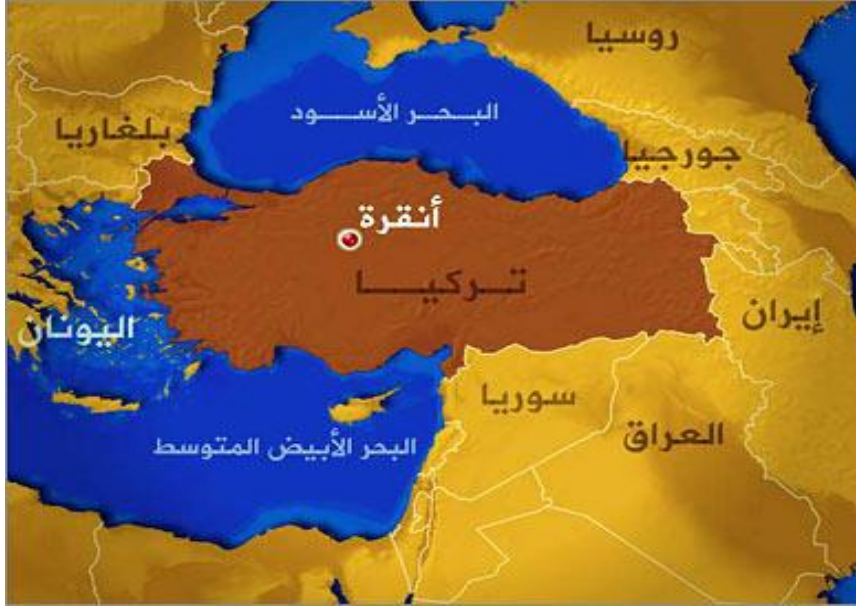 روسيا
البحر الأسود
بلغاريا
جورجيا
أنقرة
تركيا
إيران
اليونان
سوريا
العراق
البحر الأبيض المتوسط